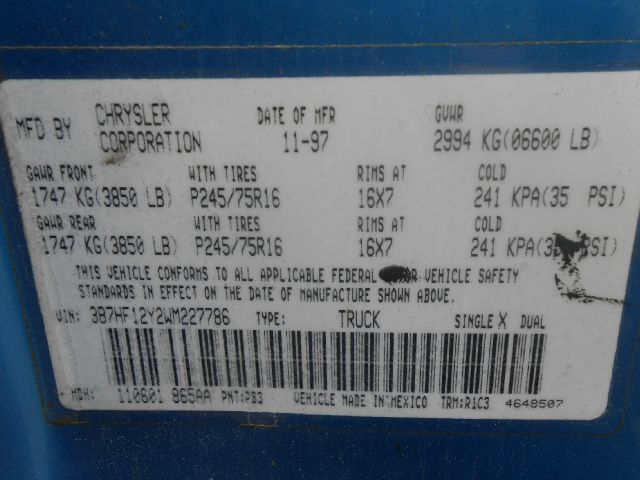 MFD BY CHRYSLER CORPORATION DATE OF MFR 11-97 GVWR 2994 KG(06600 LB)
GAWR FRONT WITH TIRES RIMS AT COLD
1747 KG(3850 LB) P245/75R16 16X7 241 KPA(35 PSI)
GAWR REAR WITH TIRES RIMS AT COLD
1747 KG(3850 LB) P245/75R16 16X7 241 KPA(35 PSI)
THIS VEHICLE CONFORMS TO ALL APPLICABLE FEDERAL VEHICLE SAFETY
STANDARDS IN EFFECT ON THE DATE OF MANUFACTURE SHOWN ABOVE.
VIN: 3B7HF12Y2WM227786 TYPE: TRUCK SINGLE X DUAL
MDH: 110601 865AA PNT:PB3 VEHICLE MADE IN MEXICO TRM:R1C3 4648507